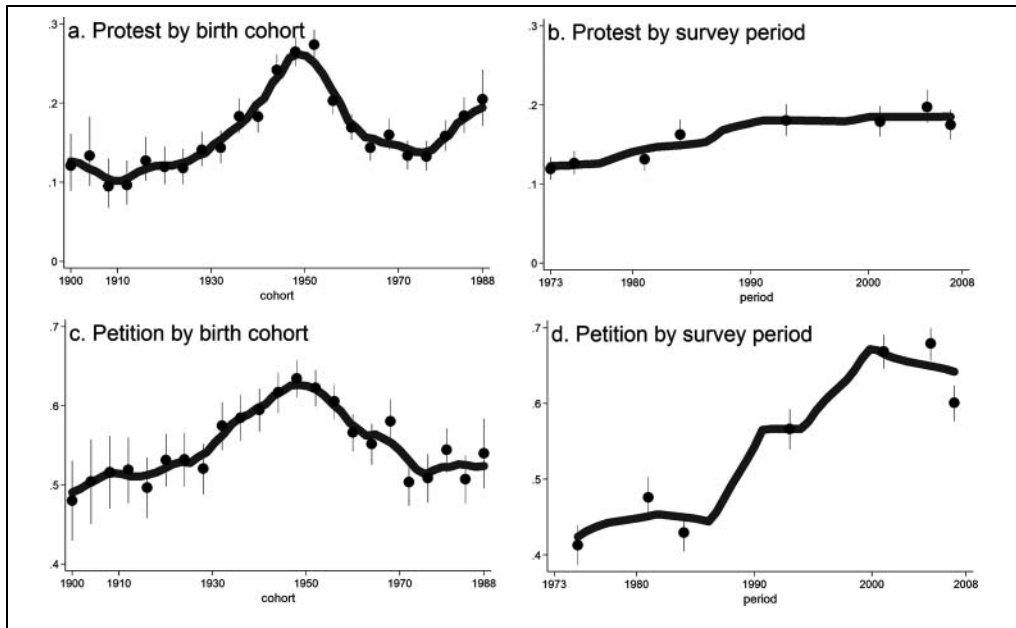 a. Protest by birth cohort
.3
.2
.1
0
1900 1910 1930 1950 1970 1988
cohort
b. Protest by survey period
.3
.2
.1
0
1973 1980 1990 2000 2008
period
c. Petition by birth cohort
.7
.6
.5
.4
1900 1910 1930 1950 1970 1988
cohort
d. Petition by survey period
.7
.6
.5
.4
1973 1980 1990 2000 2008
period